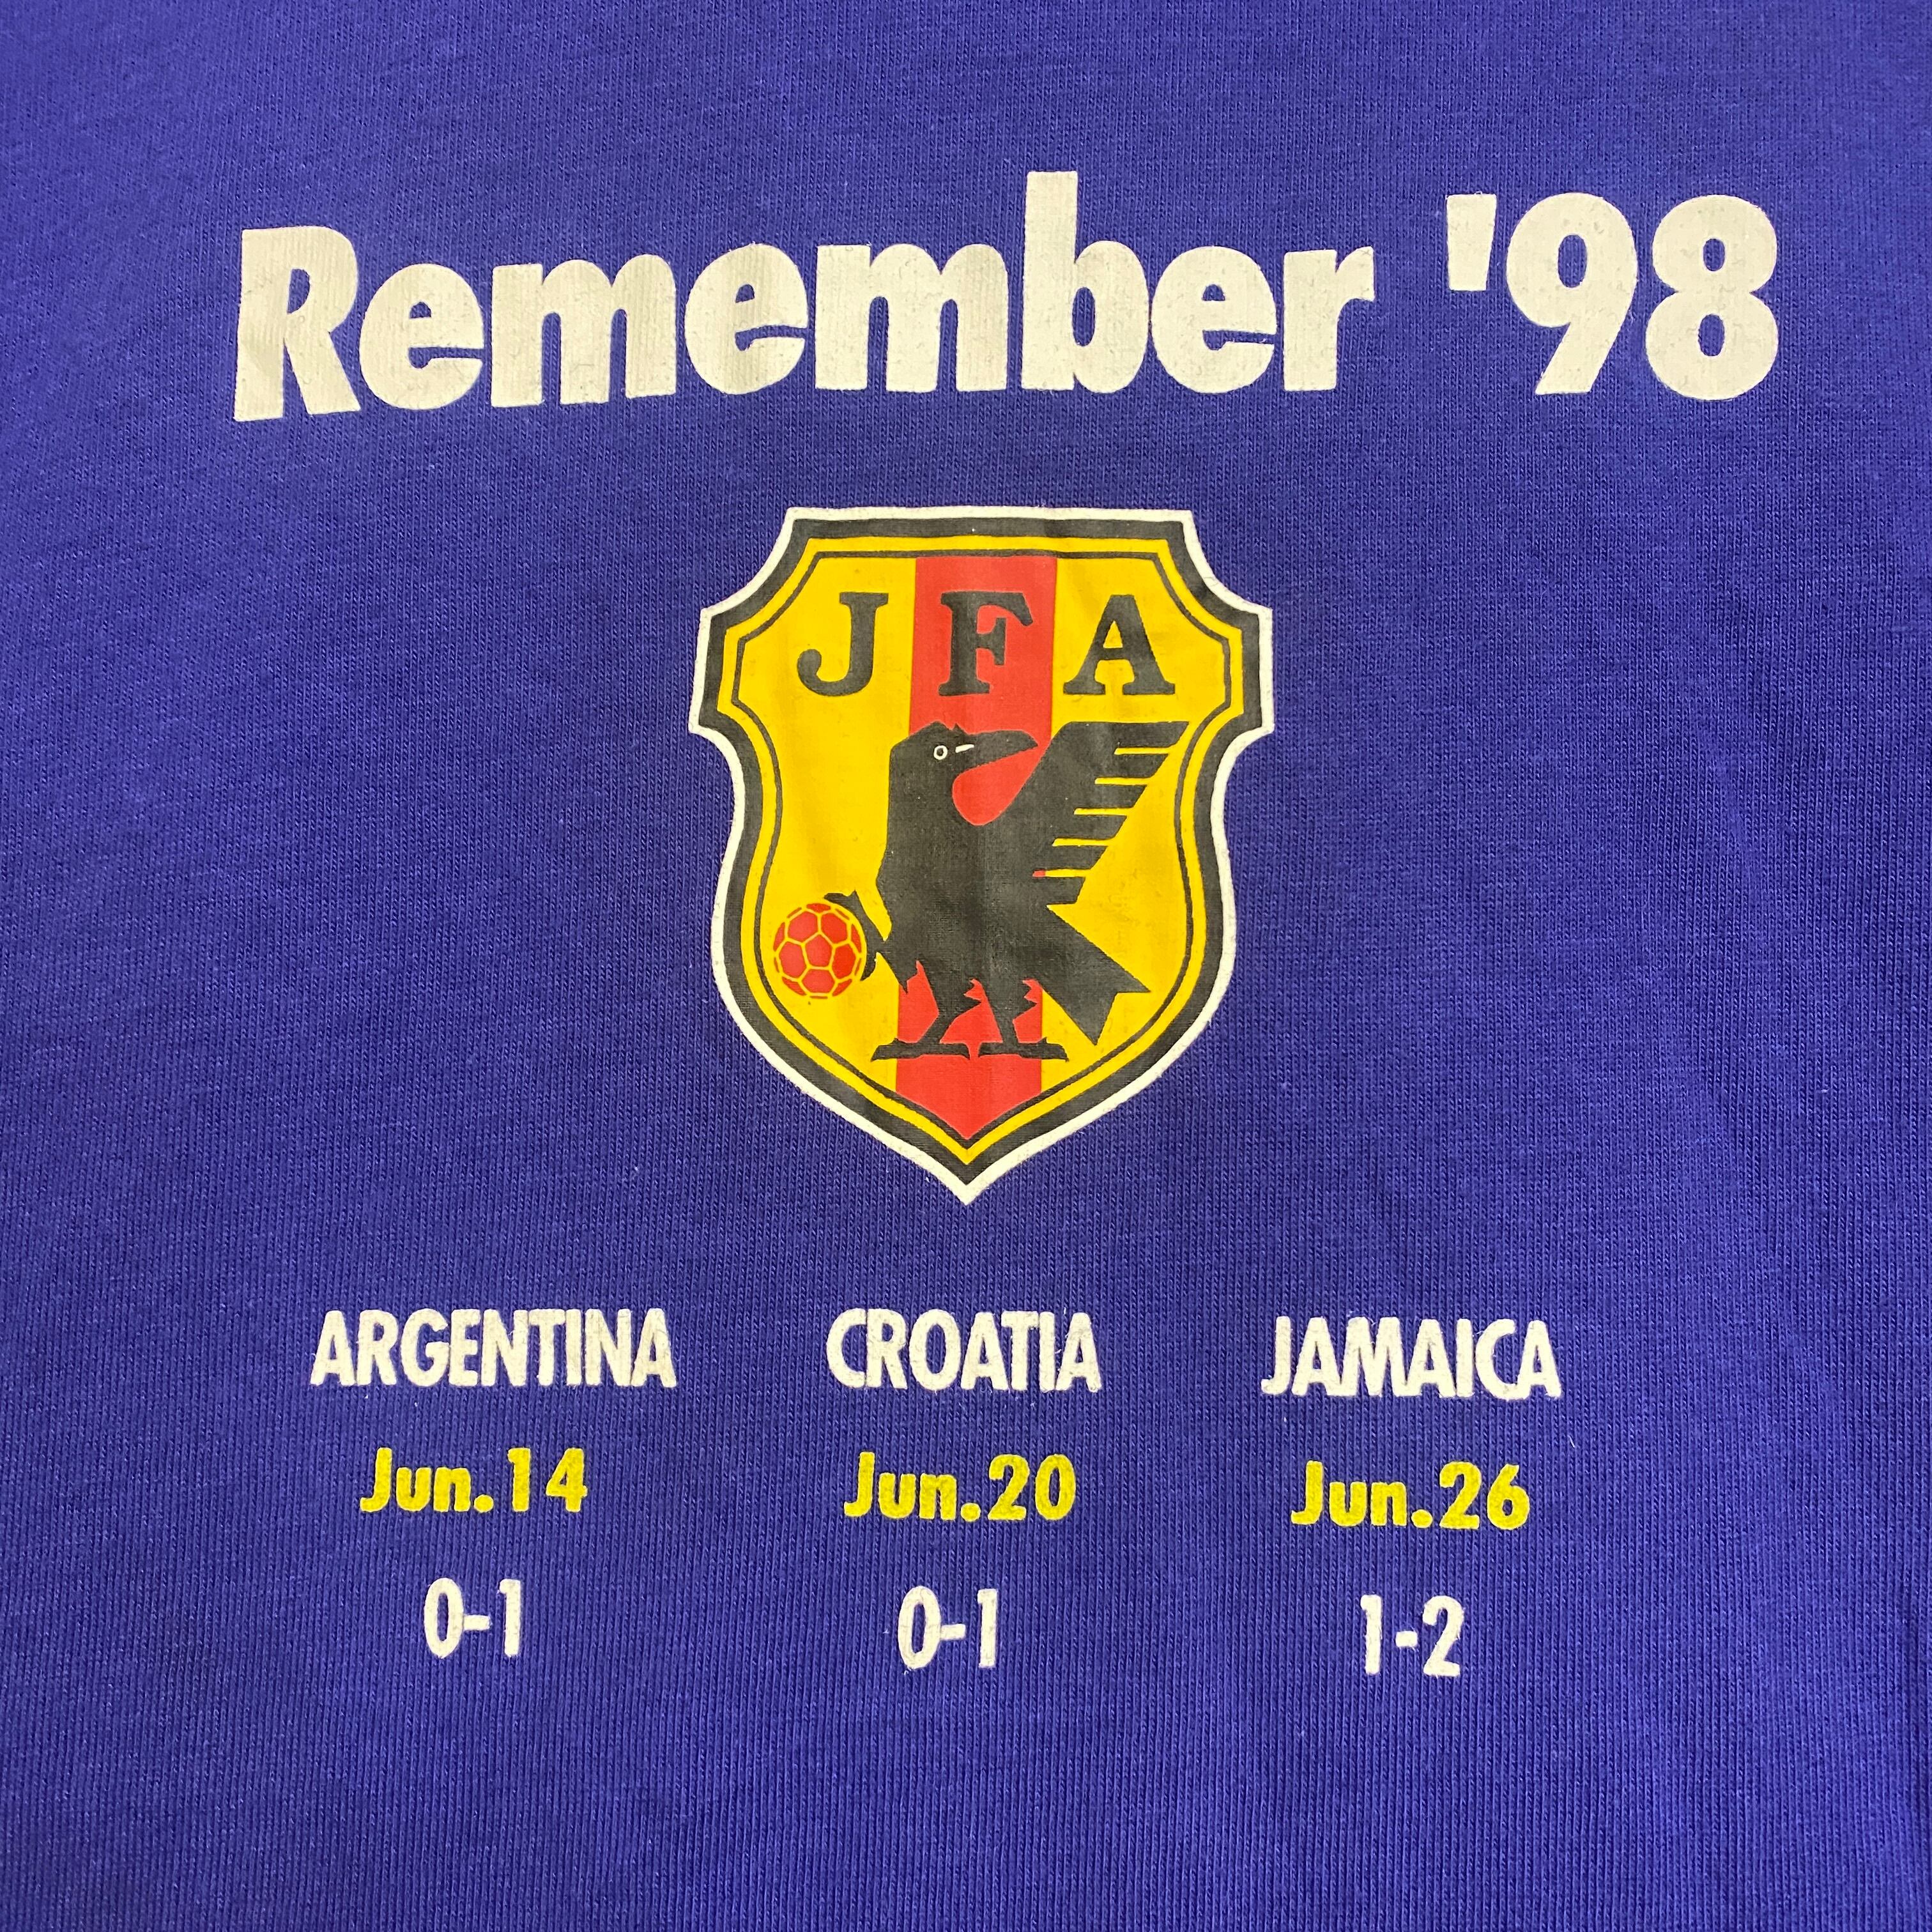 Remember '98
JFA
ARGENTINA CROATIA JAMAICA
Jun.14 Jun.20 Jun.26
0-1 0-1 1-2